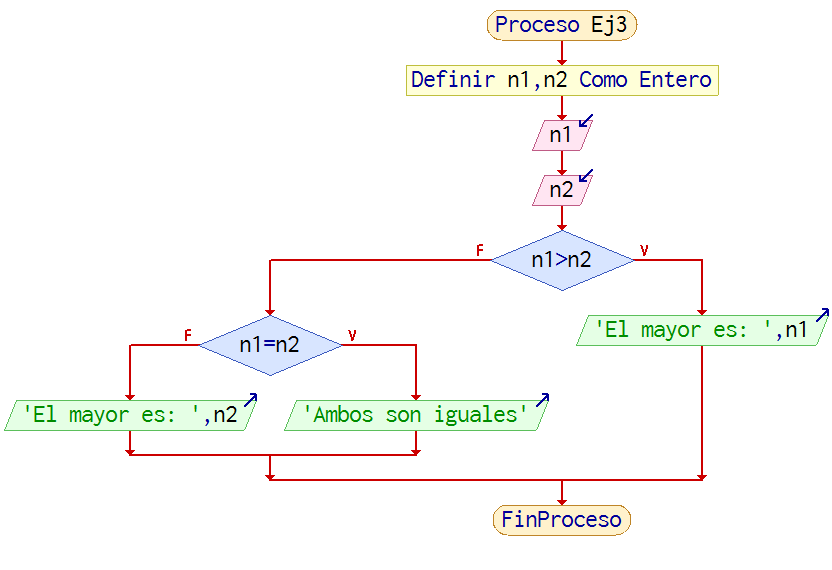 Proceso Ej3
Definir n1,n2 Como Entero
n1
n2
F
n1>n2
V
'El mayor es: ',n1
F
n1=n2
V
'El mayor es: ',n2
'Ambos son iguales'
FinProceso